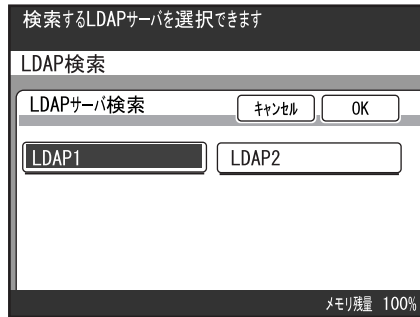 検索するLDAPサーバを選択できます
LDAP検索
LDAPサーバ検索
キャンセル OK
LDAP1 LDAP2
メモリ残量 100%